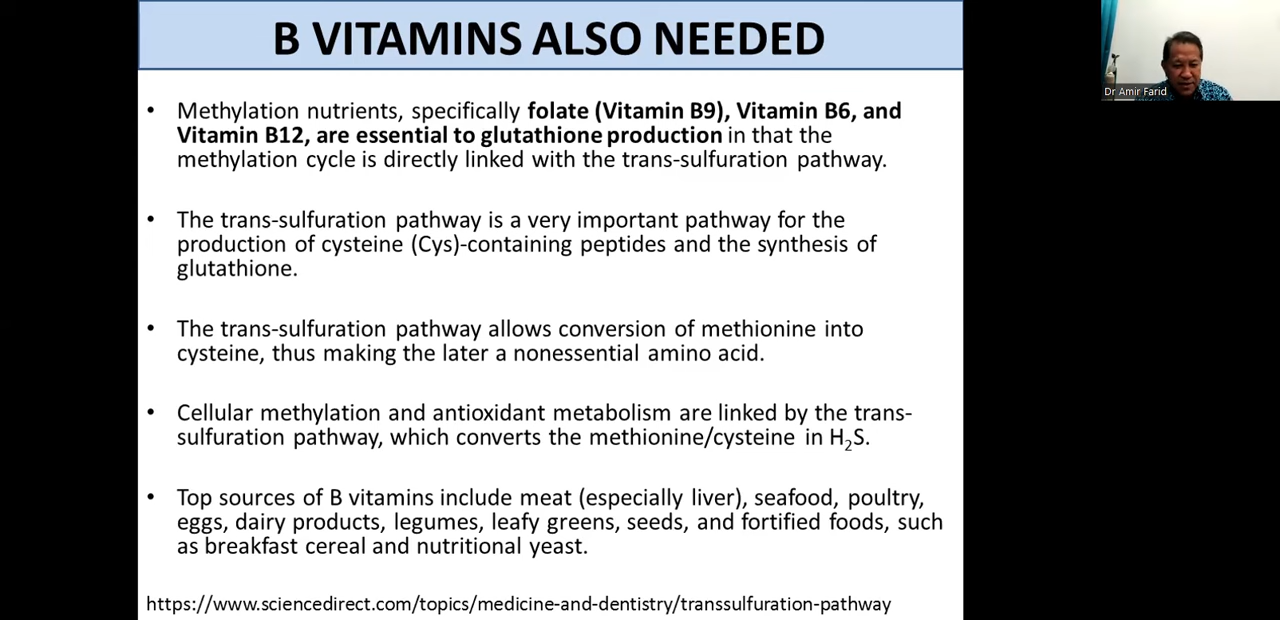 B VITAMINS ALSO NEEDED
Dr Amir Farid
• Methylation nutrients, specifically folate (Vitamin B9), Vitamin B6, and
Vitamin B12, are essential to glutathione production in that the
methylation cycle is directly linked with the trans-sulfuration pathway.
• The trans-sulfuration pathway is a very important pathway for the
production of cysteine (Cys)-containing peptides and the synthesis of
glutathione.
• The trans-sulfuration pathway allows conversion of methionine into
cysteine, thus making the later a nonessential amino acid.
• Cellular methylation and antioxidant metabolism are linked by the trans-
sulfuration pathway, which converts the methionine/cysteine in H₂S.
• Top sources of B vitamins include meat (especially liver), seafood, poultry,
eggs, dairy products, legumes, leafy greens, seeds, and fortified foods, such
as breakfast cereal and nutritional yeast.
https://www.sciencedirect.com/topics/medicine-and-dentistry/transsulfuration-pathway